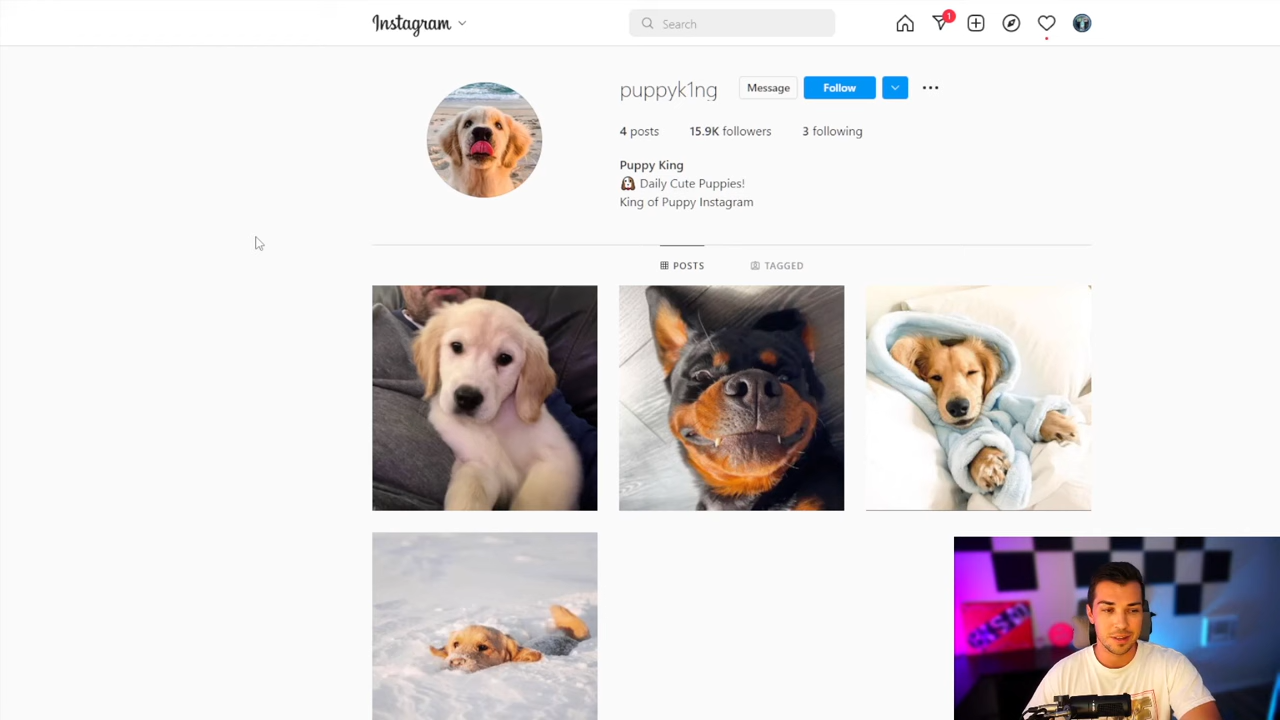 Instagram
Search
1
puppyk1ng
Message
Follow
4 posts
15.9K followers
3 following
Puppy King
Daily Cute Puppies!
King of Puppy Instagram
POSTS
TAGGED